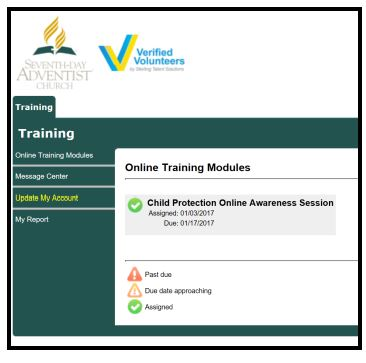 SEVENTH-DAY
ADVENTIST
CHURCH
Verified
Volunteers
by Sterling Talent Solutions
Training
Training
Online Training Modules
Message Center
Update My Account
My Report
Online Training Modules
Child Protection Online Awareness Session
Assigned: 01/03/2017
Due: 01/17/2017
Past due
Due date approaching
Assigned